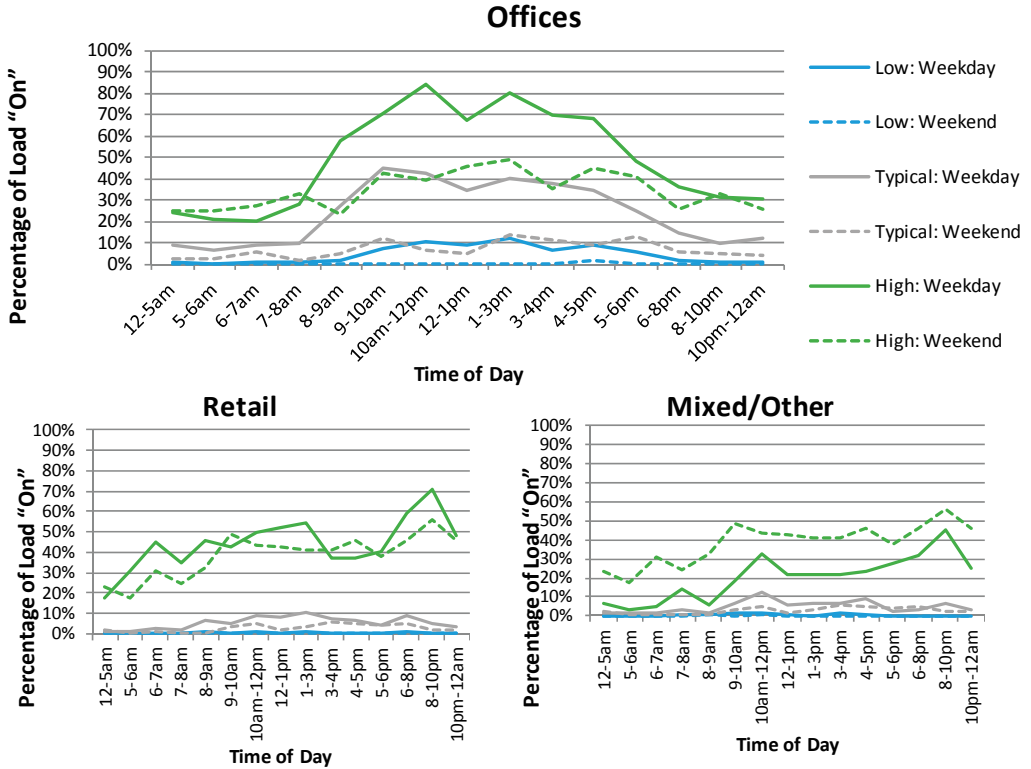 Offices
Percentage of Load “On”
100%
90%
80%
70%
60%
50%
40%
30%
20%
10%
0%
12-5am
5-6am
6-7am
7-8am
8-9am
9-10am
10am-12pm
12-1pm
1-3pm
3-4pm
4-5pm
5-6pm
6-8pm
8-10pm
10pm-12am
Time of Day
Low: Weekday
Low: Weekend
Typical: Weekday
Typical: Weekend
High: Weekday
High: Weekend
Retail
Percentage of Load “On”
100%
90%
80%
70%
60%
50%
40%
30%
20%
10%
0%
12-5am
5-6am
6-7am
7-8am
8-9am
9-10am
10am-12pm
12-1pm
1-3pm
3-4pm
4-5pm
5-6pm
6-8pm
8-10pm
10pm-12am
Time of Day
Mixed/Other
Percentage of Load “On”
100%
90%
80%
70%
60%
50%
40%
30%
20%
10%
0%
12-5am
5-6am
6-7am
7-8am
8-9am
9-10am
10am-12pm
12-1pm
1-3pm
3-4pm
4-5pm
5-6pm
6-8pm
8-10pm
10pm-12am
Time of Day